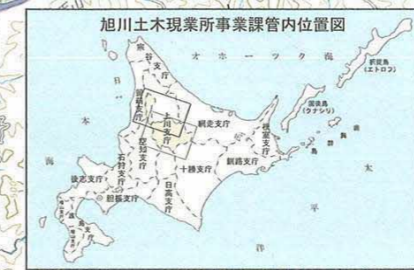 旭川土木現業所事業課管内位置図
宗谷支庁
オホーツク海
択捉島
(エトロフ)
国後島
(クナシリ)
日本海
留萌支庁
上川支庁
網走支庁
根室支庁
空知支庁
石狩支庁
十勝支庁
釧路支庁
後志支庁
胆振支庁
日高支庁
太平洋